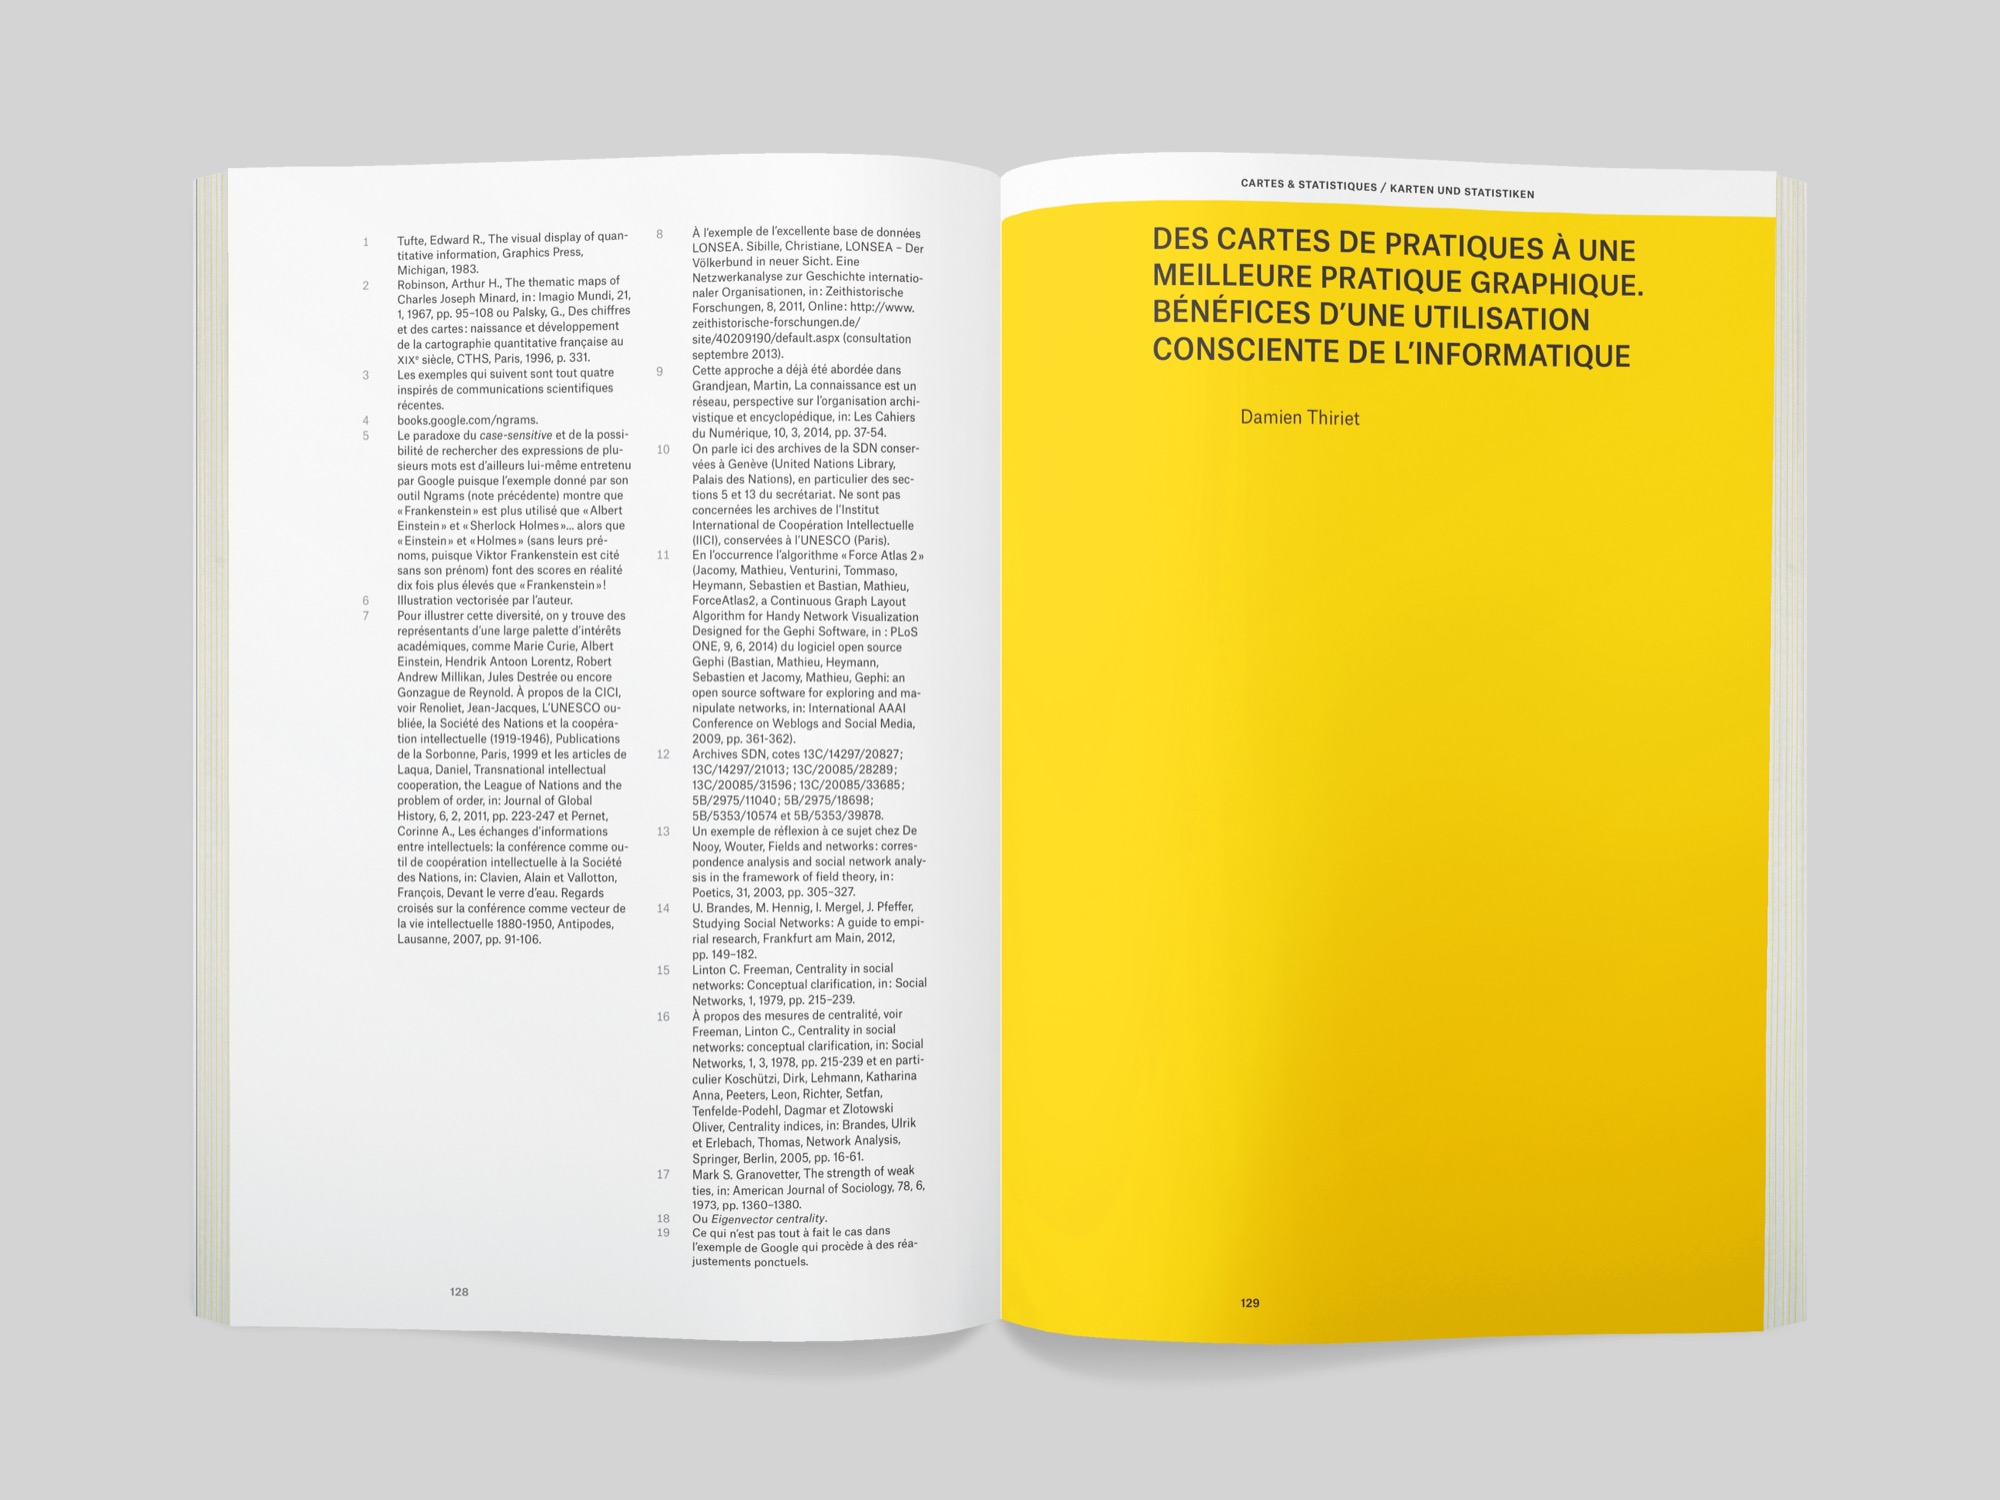 1 Tufte, Edward R., The visual display of quan-
titative information, Graphics Press,
Michigan, 1983.
2 Robinson, Arthur H., The thematic maps of
Charles Joseph Minard, in: Imagio Mundi, 21,
1, 1967, pp. 95–108 ou Palsky, G., Des chiffres
et des cartes: naissance et développement
de la cartographie quantitative française au
XIXe siècle, CTHS, Paris, 1996, p. 331.
3 Les exemples qui suivent sont tout quatre
inspirés de communications scientifiques
récentes.
4 books.google.com/ngrams.
5 Le paradoxe du case-sensitive et de la possi-
bilité de rechercher des expressions de plu-
sieurs mots est d'ailleurs lui-même entretenu
par Google puisque l'exemple donné par son
outil Ngrams (note précédente) montre que
«Frankenstein» est plus utilisé que «Albert
Einstein» et «Sherlock Holmes»... alors que
«Einstein» et «Holmes» (sans leurs pré-
noms, puisque Viktor Frankenstein est cité
sans son prénom) font des scores en réalité
dix fois plus élevés que «Frankenstein»!
6 Illustration vectorisée par l'auteur.
7 Pour illustrer cette diversité, on y trouve des
représentants d'une large palette d'intérêts
académiques, comme Marie Curie, Albert
Einstein, Hendrik Antoon Lorentz, Robert
Andrew Millikan, Jules Destrée ou encore
Gonzague de Reynold. À propos de la CICI,
voir Renoliet, Jean-Jacques, L'UNESCO ou-
bliée, la Société des Nations et la coopéra-
tion intellectuelle (1919-1946), Publications
de la Sorbonne, Paris, 1999 et les articles de
Laqua, Daniel, Transnational intellectual
cooperation, the League of Nations and the
problem of order, in: Journal of Global
History, 6, 2, 2011, pp. 223-247 et Pernet,
Corinne A., Les échanges d'informations
entre intellectuels: la conférence comme ou-
til de coopération intellectuelle à la Société
des Nations, in: Clavien, Alain et Vallotton,
François, Devant le verre d'eau. Regards
croisés sur la conférence comme vecteur de
la vie intellectuelle 1880-1950, Antipodes,
Lausanne, 2007, pp. 91-106.
8 À l'exemple de l'excellente base de données
LONSEA. Sibille, Christiane, LONSEA – Der
Völkerbund in neuer Sicht. Eine
Netzwerkanalyse zur Geschichte internatio-
naler Organisationen, in: Zeithistorische
Forschungen, 8, 2011, Online: http://www.
zeithistorische-forschungen.de/
site/40209190/default.aspx (consultation
septembre 2013).
9 Cette approche a déjà été abordée dans
Grandjean, Martin, La connaissance est un
réseau, perspective sur l'organisation archi-
vistique et encyclopédique, in: Les Cahiers
du Numérique, 10, 3, 2014, pp. 37-54.
10 On parle ici des archives de la SDN conser-
vées à Genève (United Nations Library,
Palais des Nations), en particulier des sec-
tions 5 et 13 du secrétariat. Ne sont pas
concernées les archives de l'Institut
International de Coopération Intellectuelle
(IICI), conservées à l'UNESCO (Paris).
11 En l'occurrence l'algorithme «Force Atlas 2»
(Jacomy, Mathieu, Venturini, Tommaso,
Heymann, Sebastien et Bastian, Mathieu,
ForceAtlas2, a Continuous Graph Layout
Algorithm for Handy Network Visualization
Designed for the Gephi Software, in : PLoS
ONE, 9, 6, 2014) du logiciel open source
Gephi (Bastian, Mathieu, Heymann,
Sebastien et Jacomy, Mathieu, Gephi: an
open source software for exploring and ma-
nipulate networks, in: International AAAI
Conference on Weblogs and Social Media,
2009, pp. 361-362).
12 Archives SDN, cotes 13C/14297/20827;
13C/14297/21013; 13C/20085/28289;
13C/20085/31596; 13C/20085/33685;
5B/2975/11040; 5B/2975/18698;
5B/5353/10574 et 5B/5353/39878.
13 Un exemple de réflexion à ce sujet chez De
Nooy, Wouter, Fields and networks: corres-
pondence analysis and social network analy-
sis in the framework of field theory, in:
Poetics, 31, 2003, pp. 305–327.
14 U. Brandes, M. Hennig, I. Mergel, J. Pfeffer,
Studying Social Networks: A guide to empi-
rial research, Frankfurt am Main, 2012,
pp. 149–182.
15 Linton C. Freeman, Centrality in social
networks: Conceptual clarification, in: Social
Networks, 1, 1979, pp. 215–239.
16 À propos des mesures de centralité, voir
Freeman, Linton C., Centrality in social
networks: conceptual clarification, in: Social
Networks, 1, 3, 1978, pp. 215-239 et en parti-
culier Koschützi, Dirk, Lehmann, Katharina
Anna, Peeters, Leon, Richter, Setfan,
Tenfelde-Podehl, Dagmar et Zlotowski
Oliver, Centrality indices, in: Brandes, Ulrik
et Erlebach, Thomas, Network Analysis,
Springer, Berlin, 2005, pp. 16-61.
17 Mark S. Granovetter, The strength of weak
ties, in: American Journal of Sociology, 78, 6,
1973, pp. 1360–1380.
18 Ou Eigenvector centrality.
19 Ce qui n'est pas tout à fait le cas dans
l'exemple de Google qui procède à des réa-
justements ponctuels.
128
CARTES & STATISTIQUES / KARTEN UND STATISTIKEN
DES CARTES DE PRATIQUES À UNE
MEILLEURE PRATIQUE GRAPHIQUE.
BÉNÉFICES D'UNE UTILISATION
CONSCIENTE DE L'INFORMATIQUE
Damien Thiriet
129